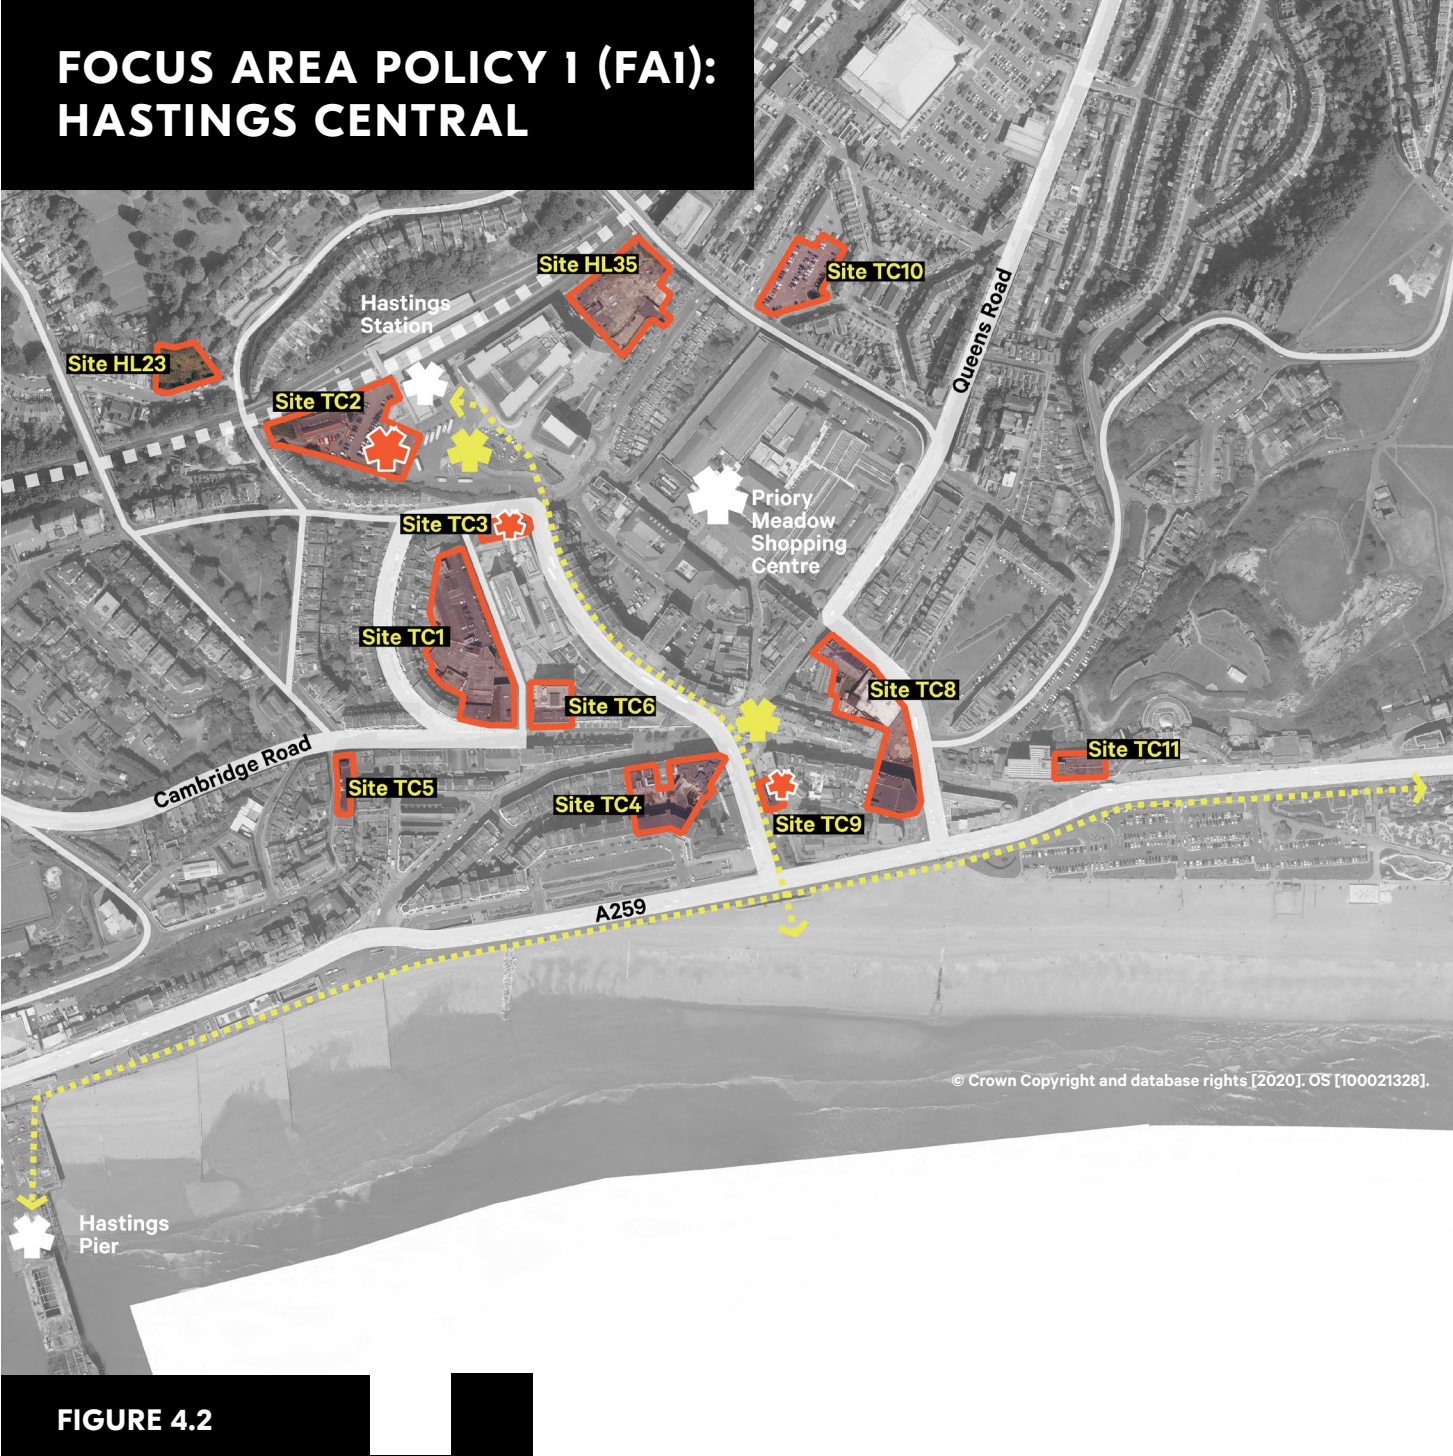 FOCUS AREA POLICY 1 (FA1):
HASTINGS CENTRAL
Site HL35
Site TC10
Hastings
Station
Queens Road
Site HL23
Site TC2
Priory
Meadow
Shopping
Centre
Site TC3
Site TC1
Site TC8
Site TC6
Cambridge Road
Site TC11
Site TC5
Site TC4
Site TC9
A259
© Crown Copyright and database rights [2020]. OS [100021328].
Hastings
Pier
FIGURE 4.2